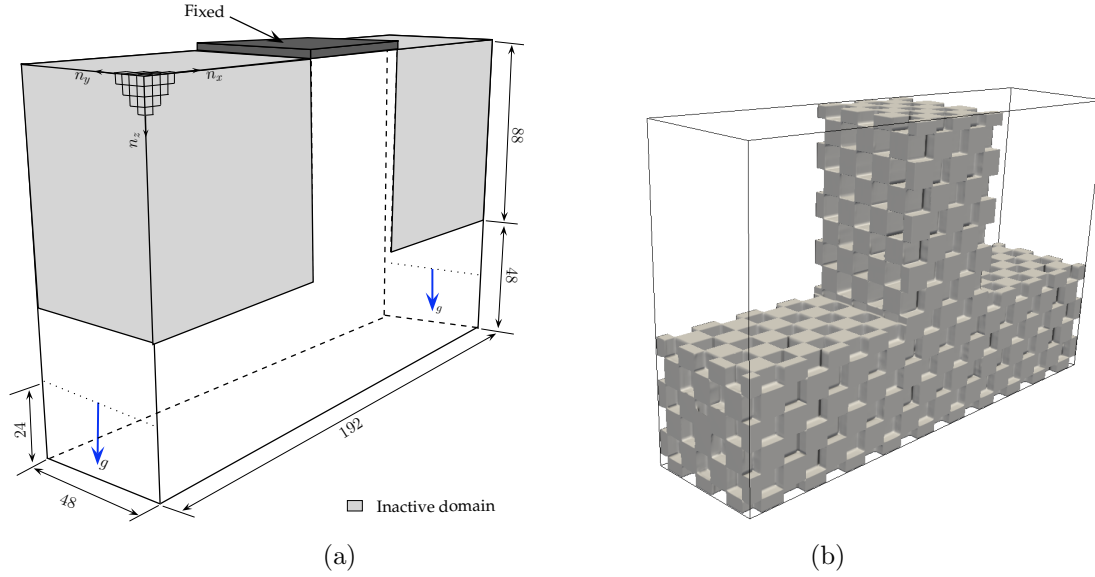 Fixed
n_y
n_x
n_z
88
48
g
24
g
192
48
Inactive domain
(a)
(b)